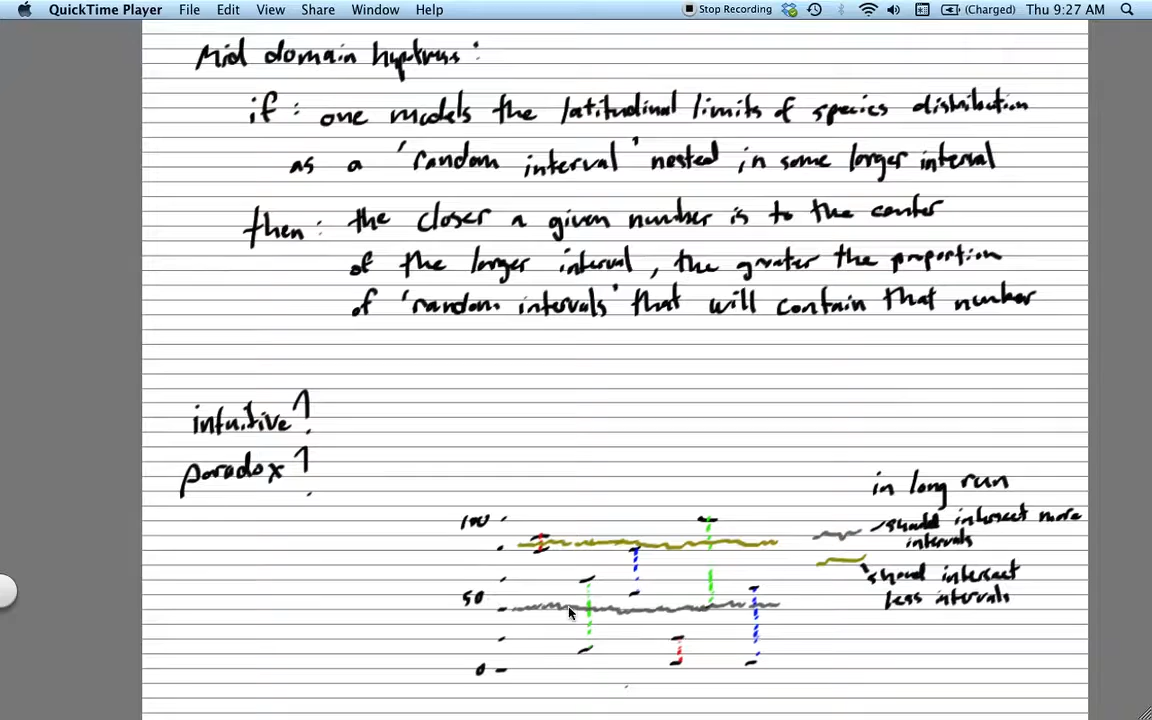 QuickTime Player File Edit View Share Window Help Stop Recording (Charged) Thu 9:27 AM
Mid domain
if: one models the latitudinal limits of species distribution
as a 'random interval' nested in some larger interval
then: the closer a given number is to the center
of the larger interval, the greater the proportion
of 'random intervals' that will contain that number
intuitive?
paradox?
in long run
100
should intersect more
intervals
50
should intersect
less intervals
0